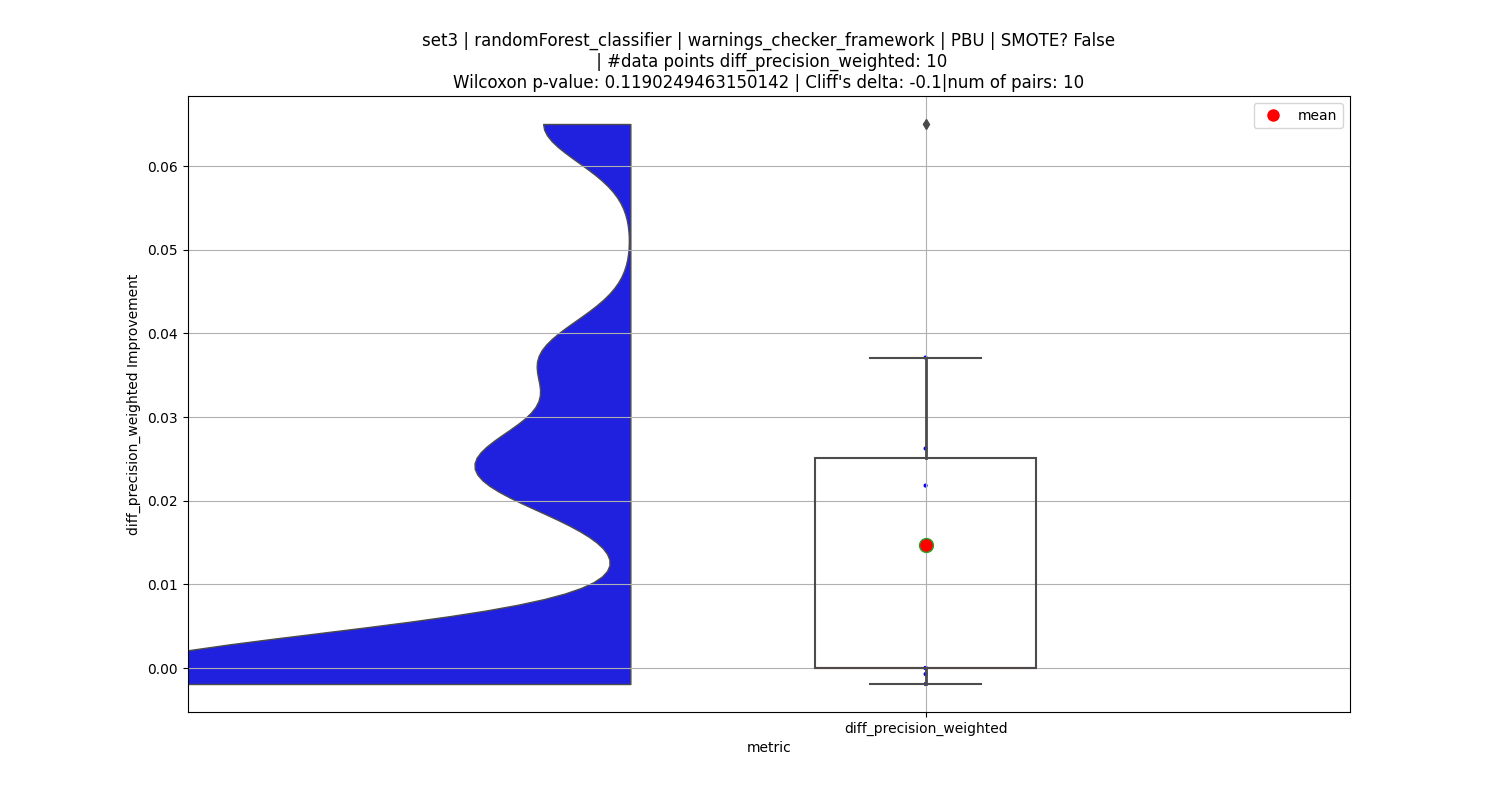 set3 | randomForest_classifier | warnings_checker_framework | PBU | SMOTE? False
| #data points diff_precision_weighted: 10
Wilcoxon p-value: 0.1190249463150142 | Cliff's delta: -0.1|num of pairs: 10
mean
0.06
0.05
0.04
0.03
0.02
0.01
0.00
diff_precision_weighted Improvement
diff_precision_weighted
metric